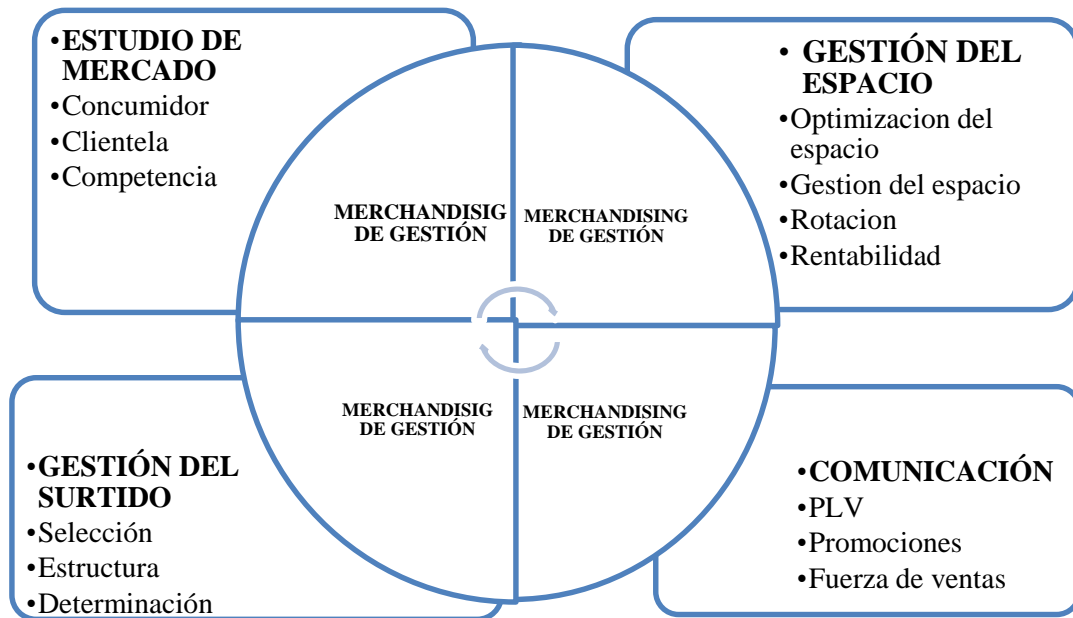 •ESTUDIO DE
MERCADO
•Concumidor
•Clientela
•Competencia
• GESTIÓN DEL
ESPACIO
•Optimizacion del
espacio
•Gestion del espacio
•Rotacion
•Rentabilidad
MERCHANDISIG
DE GESTIÓN
MERCHANDISING
DE GESTIÓN
MERCHANDISIG
DE GESTIÓN
MERCHANDISING
DE GESTIÓN
•GESTIÓN DEL
SURTIDO
•Selección
•Estructura
•Determinación
•COMUNICACIÓN
•PLV
•Promociones
•Fuerza de ventas